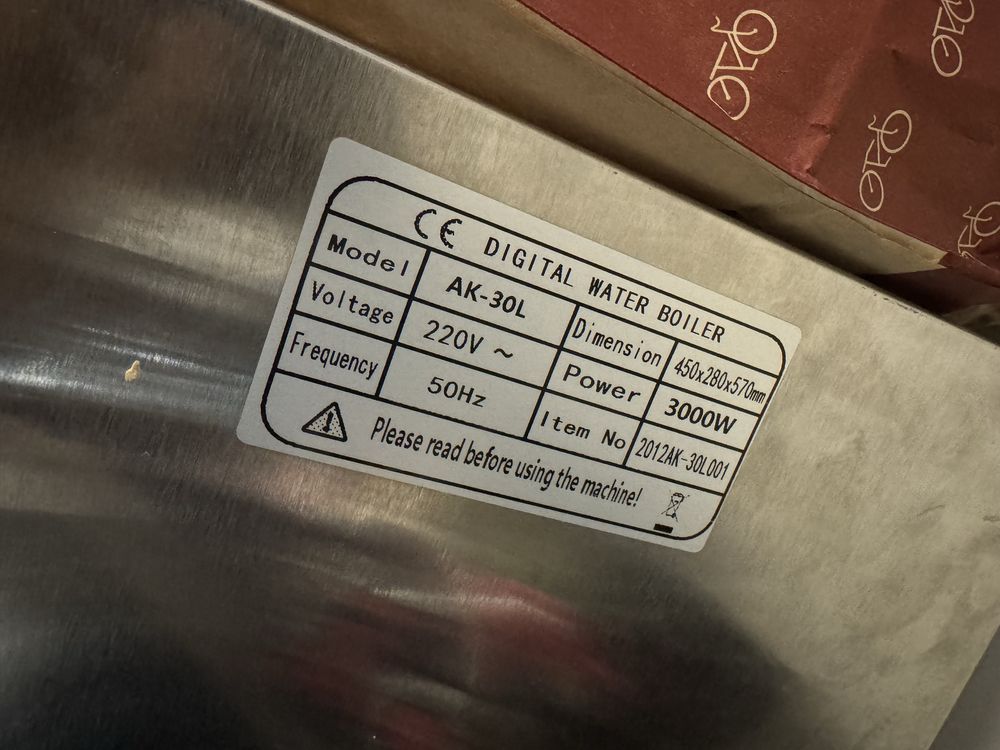 CE DIGITAL WATER BOILER
Model AK-30L Dimension 450x280x570mm
Voltage 220V ~ Power 3000W
Frequency 50Hz Item No 2012AK-30L001
Please read before using the machine!